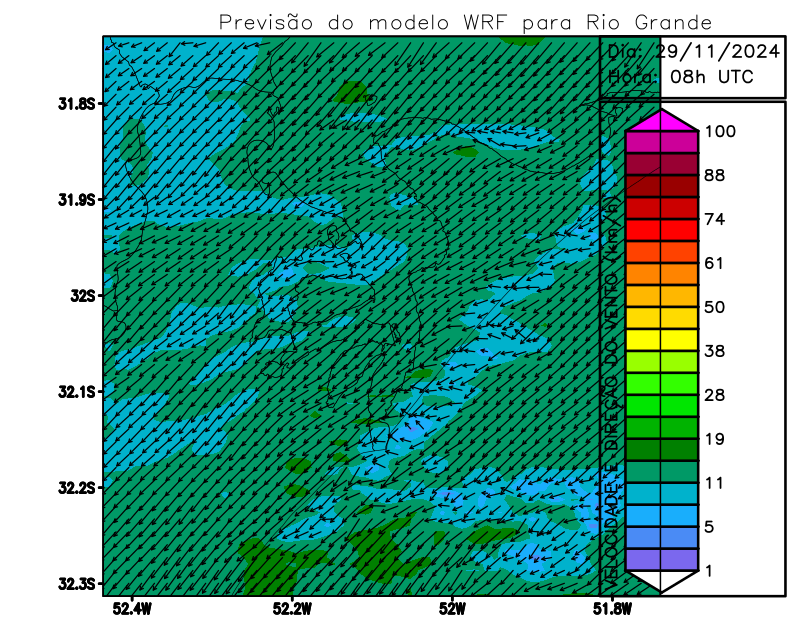 Previsão do modelo WRF para Rio Grande
Dia: 29/11/2024
Hora: 08h UTC
31.8S
31.9S
32S
32.1S
32.2S
32.3S
52.4W
52.2W
52W
51.8W
VELOCIDADE E DIREÇÃO DO VENTO (km/h)
100
88
74
61
50
38
28
19
11
5
1